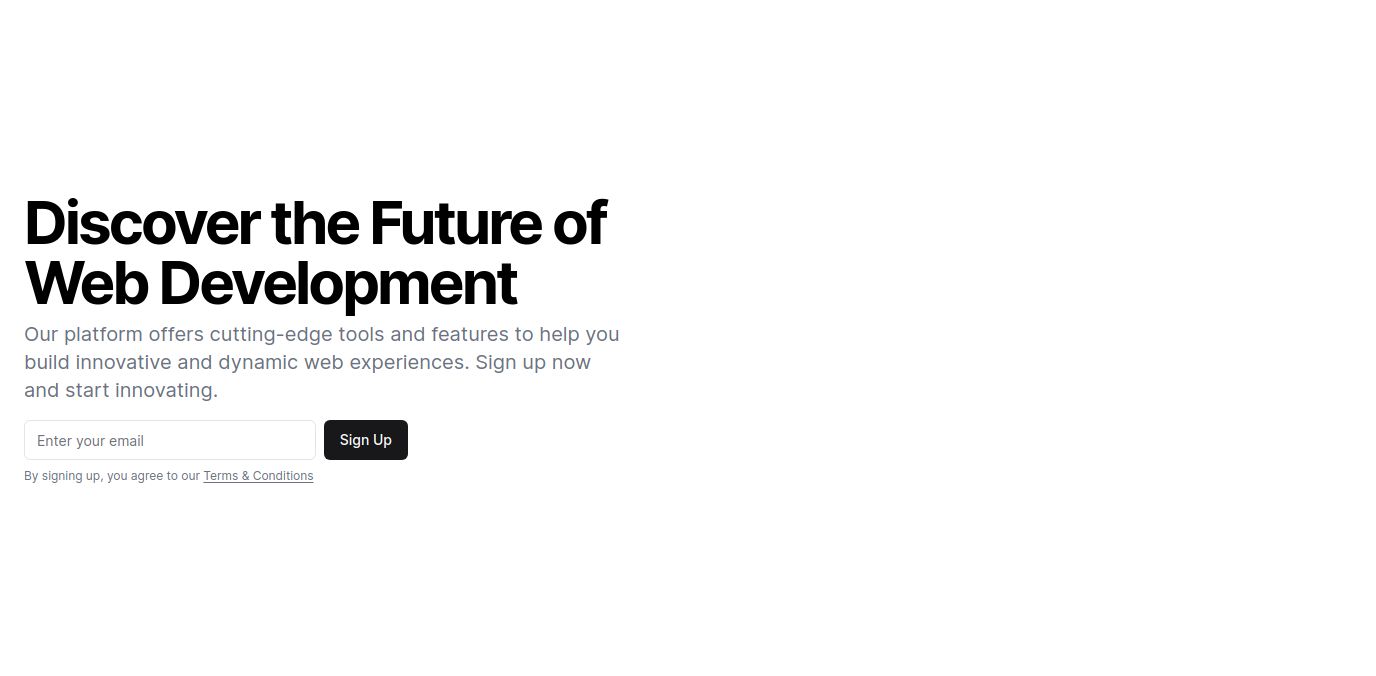 Discover the Future of
Web Development
Our platform offers cutting-edge tools and features to help you
build innovative and dynamic web experiences. Sign up now
and start innovating.
Enter your email
Sign Up
By signing up, you agree to our Terms & Conditions